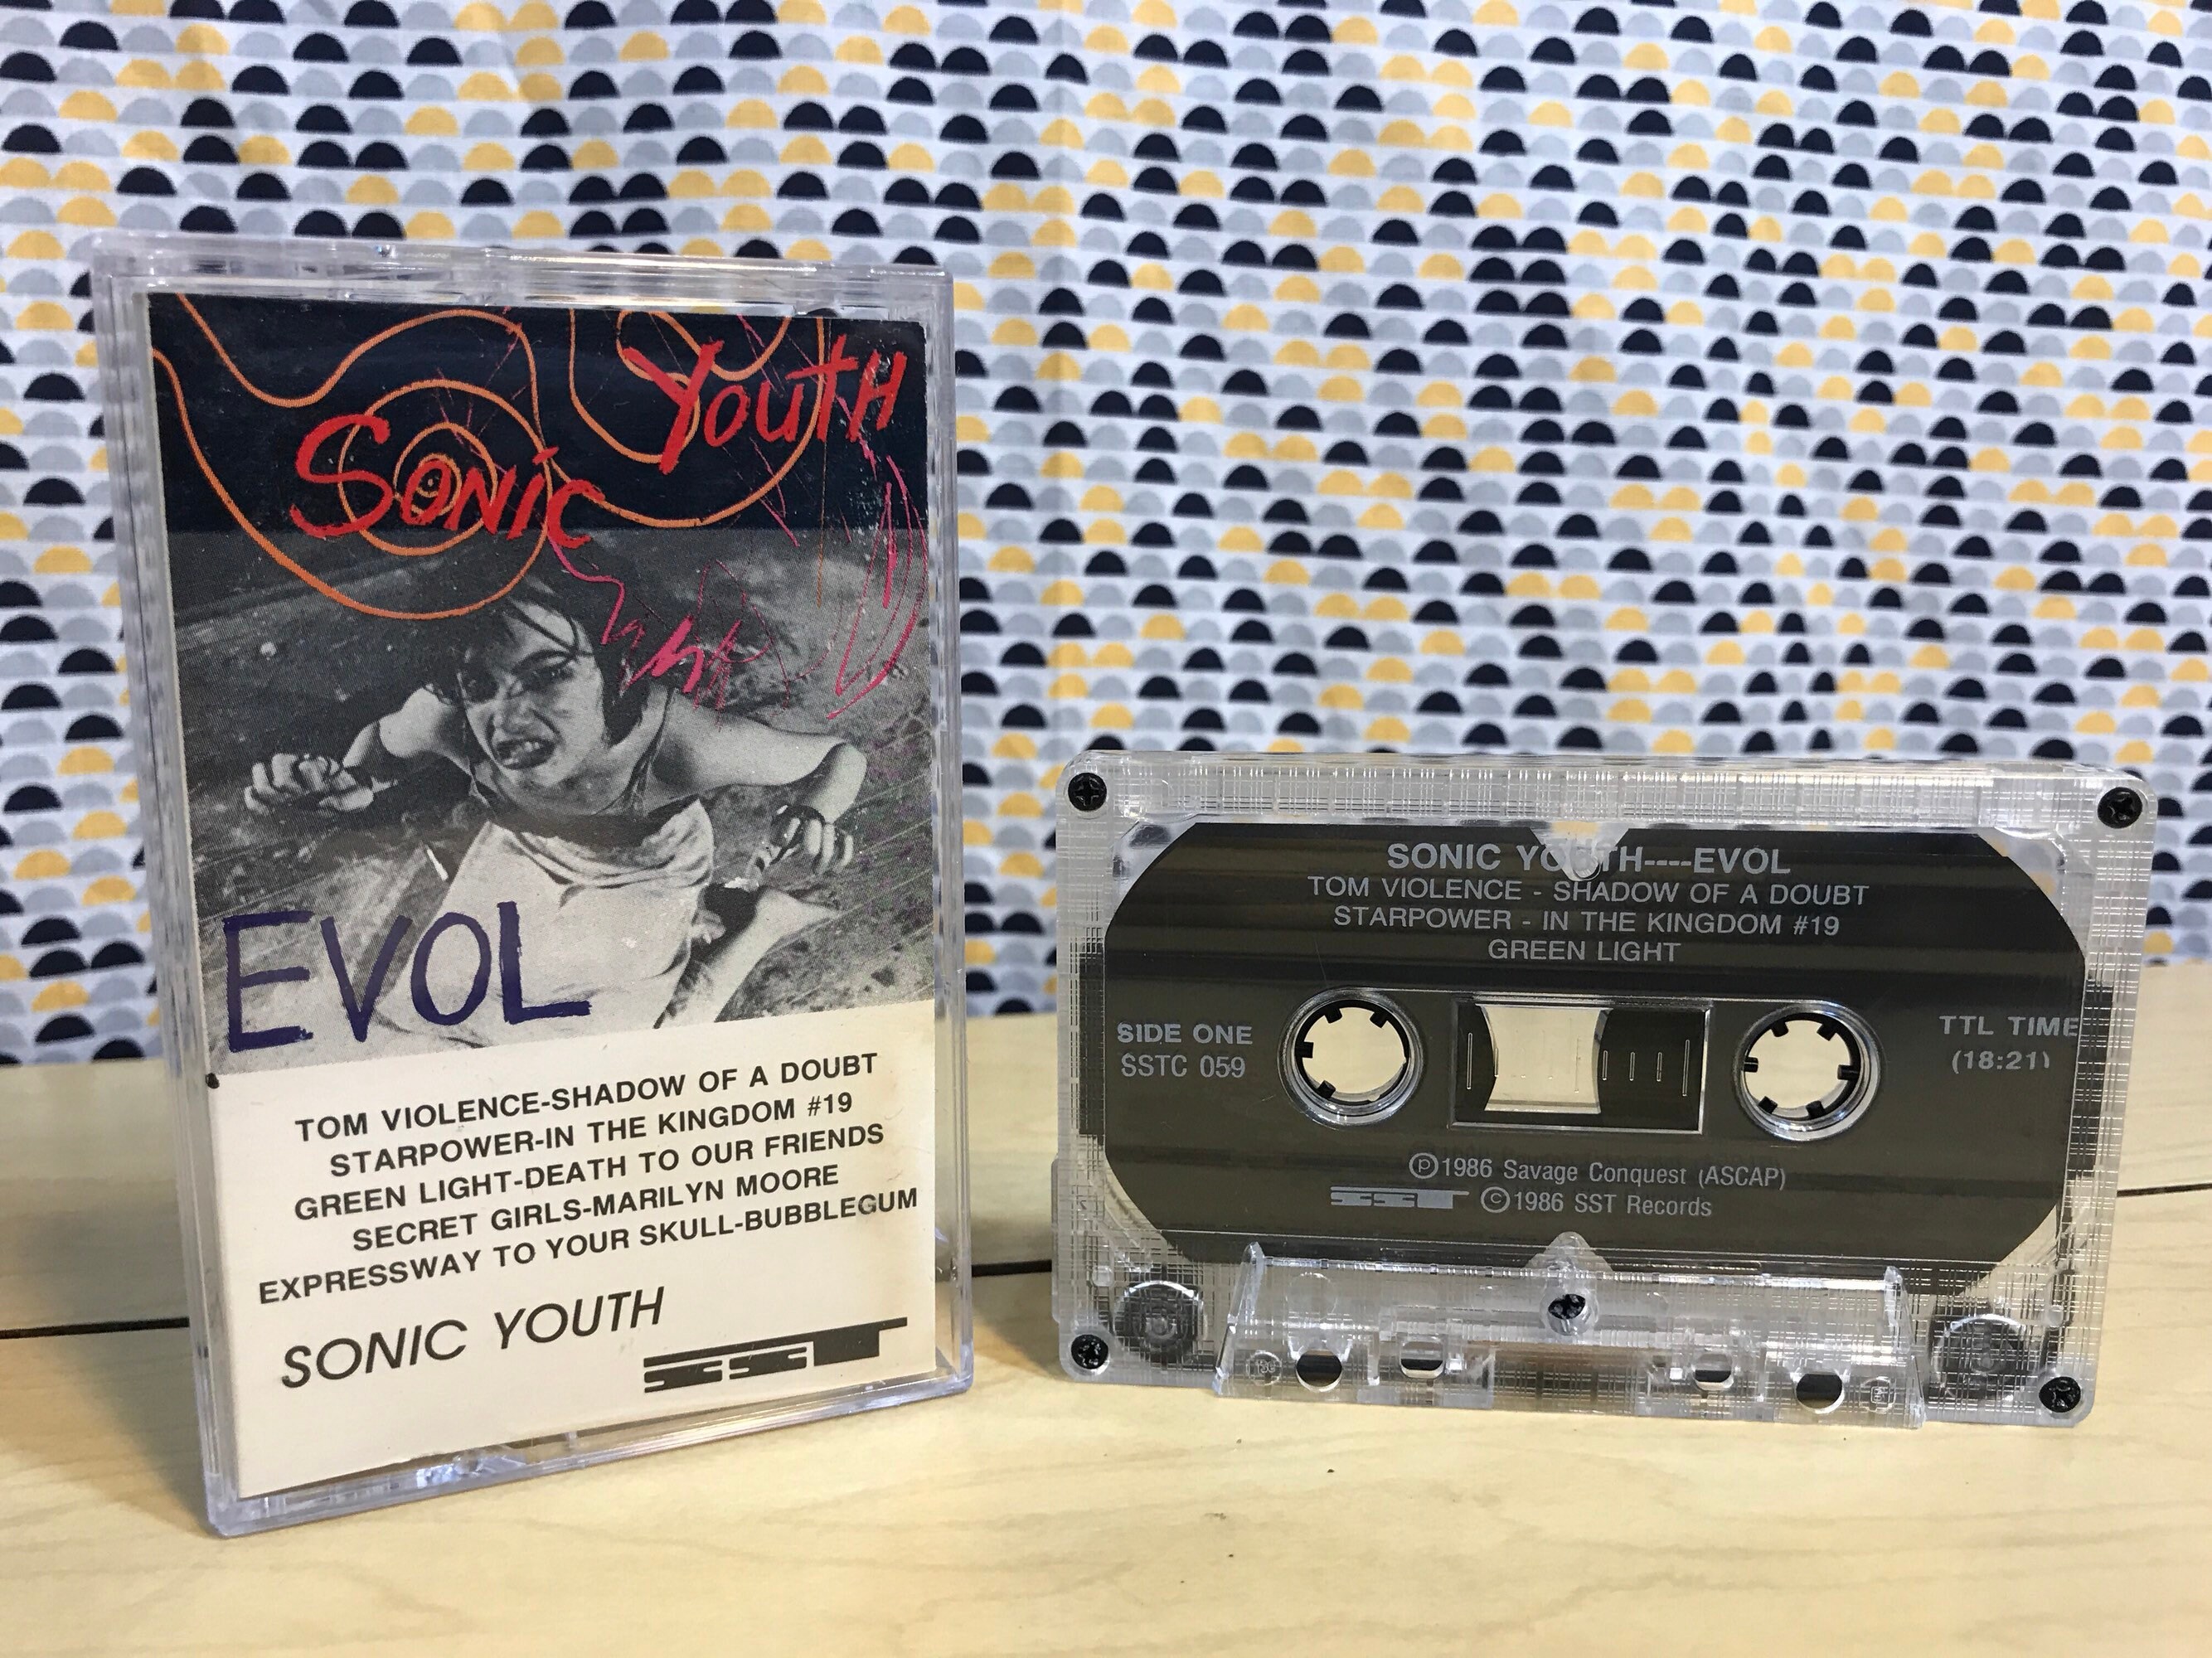 Sonic Youth
EVOL
TOM VIOLENCE-SHADOW OF A DOUBT
STARPOWER-IN THE KINGDOM #19
GREEN LIGHT-DEATH TO OUR FRIENDS
SECRET GIRLS-MARILYN MOORE
EXPRESSWAY TO YOUR SKULL-BUBBLEGUM
SONIC YOUTH
SST
SONIC YOUTH----EVOL
TOM VIOLENCE - SHADOW OF A DOUBT
STARPOWER - IN THE KINGDOM #19
GREEN LIGHT
SIDE ONE
SSTC 059
TTL TIME
(18:21)
Ⓟ1986 Savage Conquest (ASCAP)
SST ©1986 SST Records